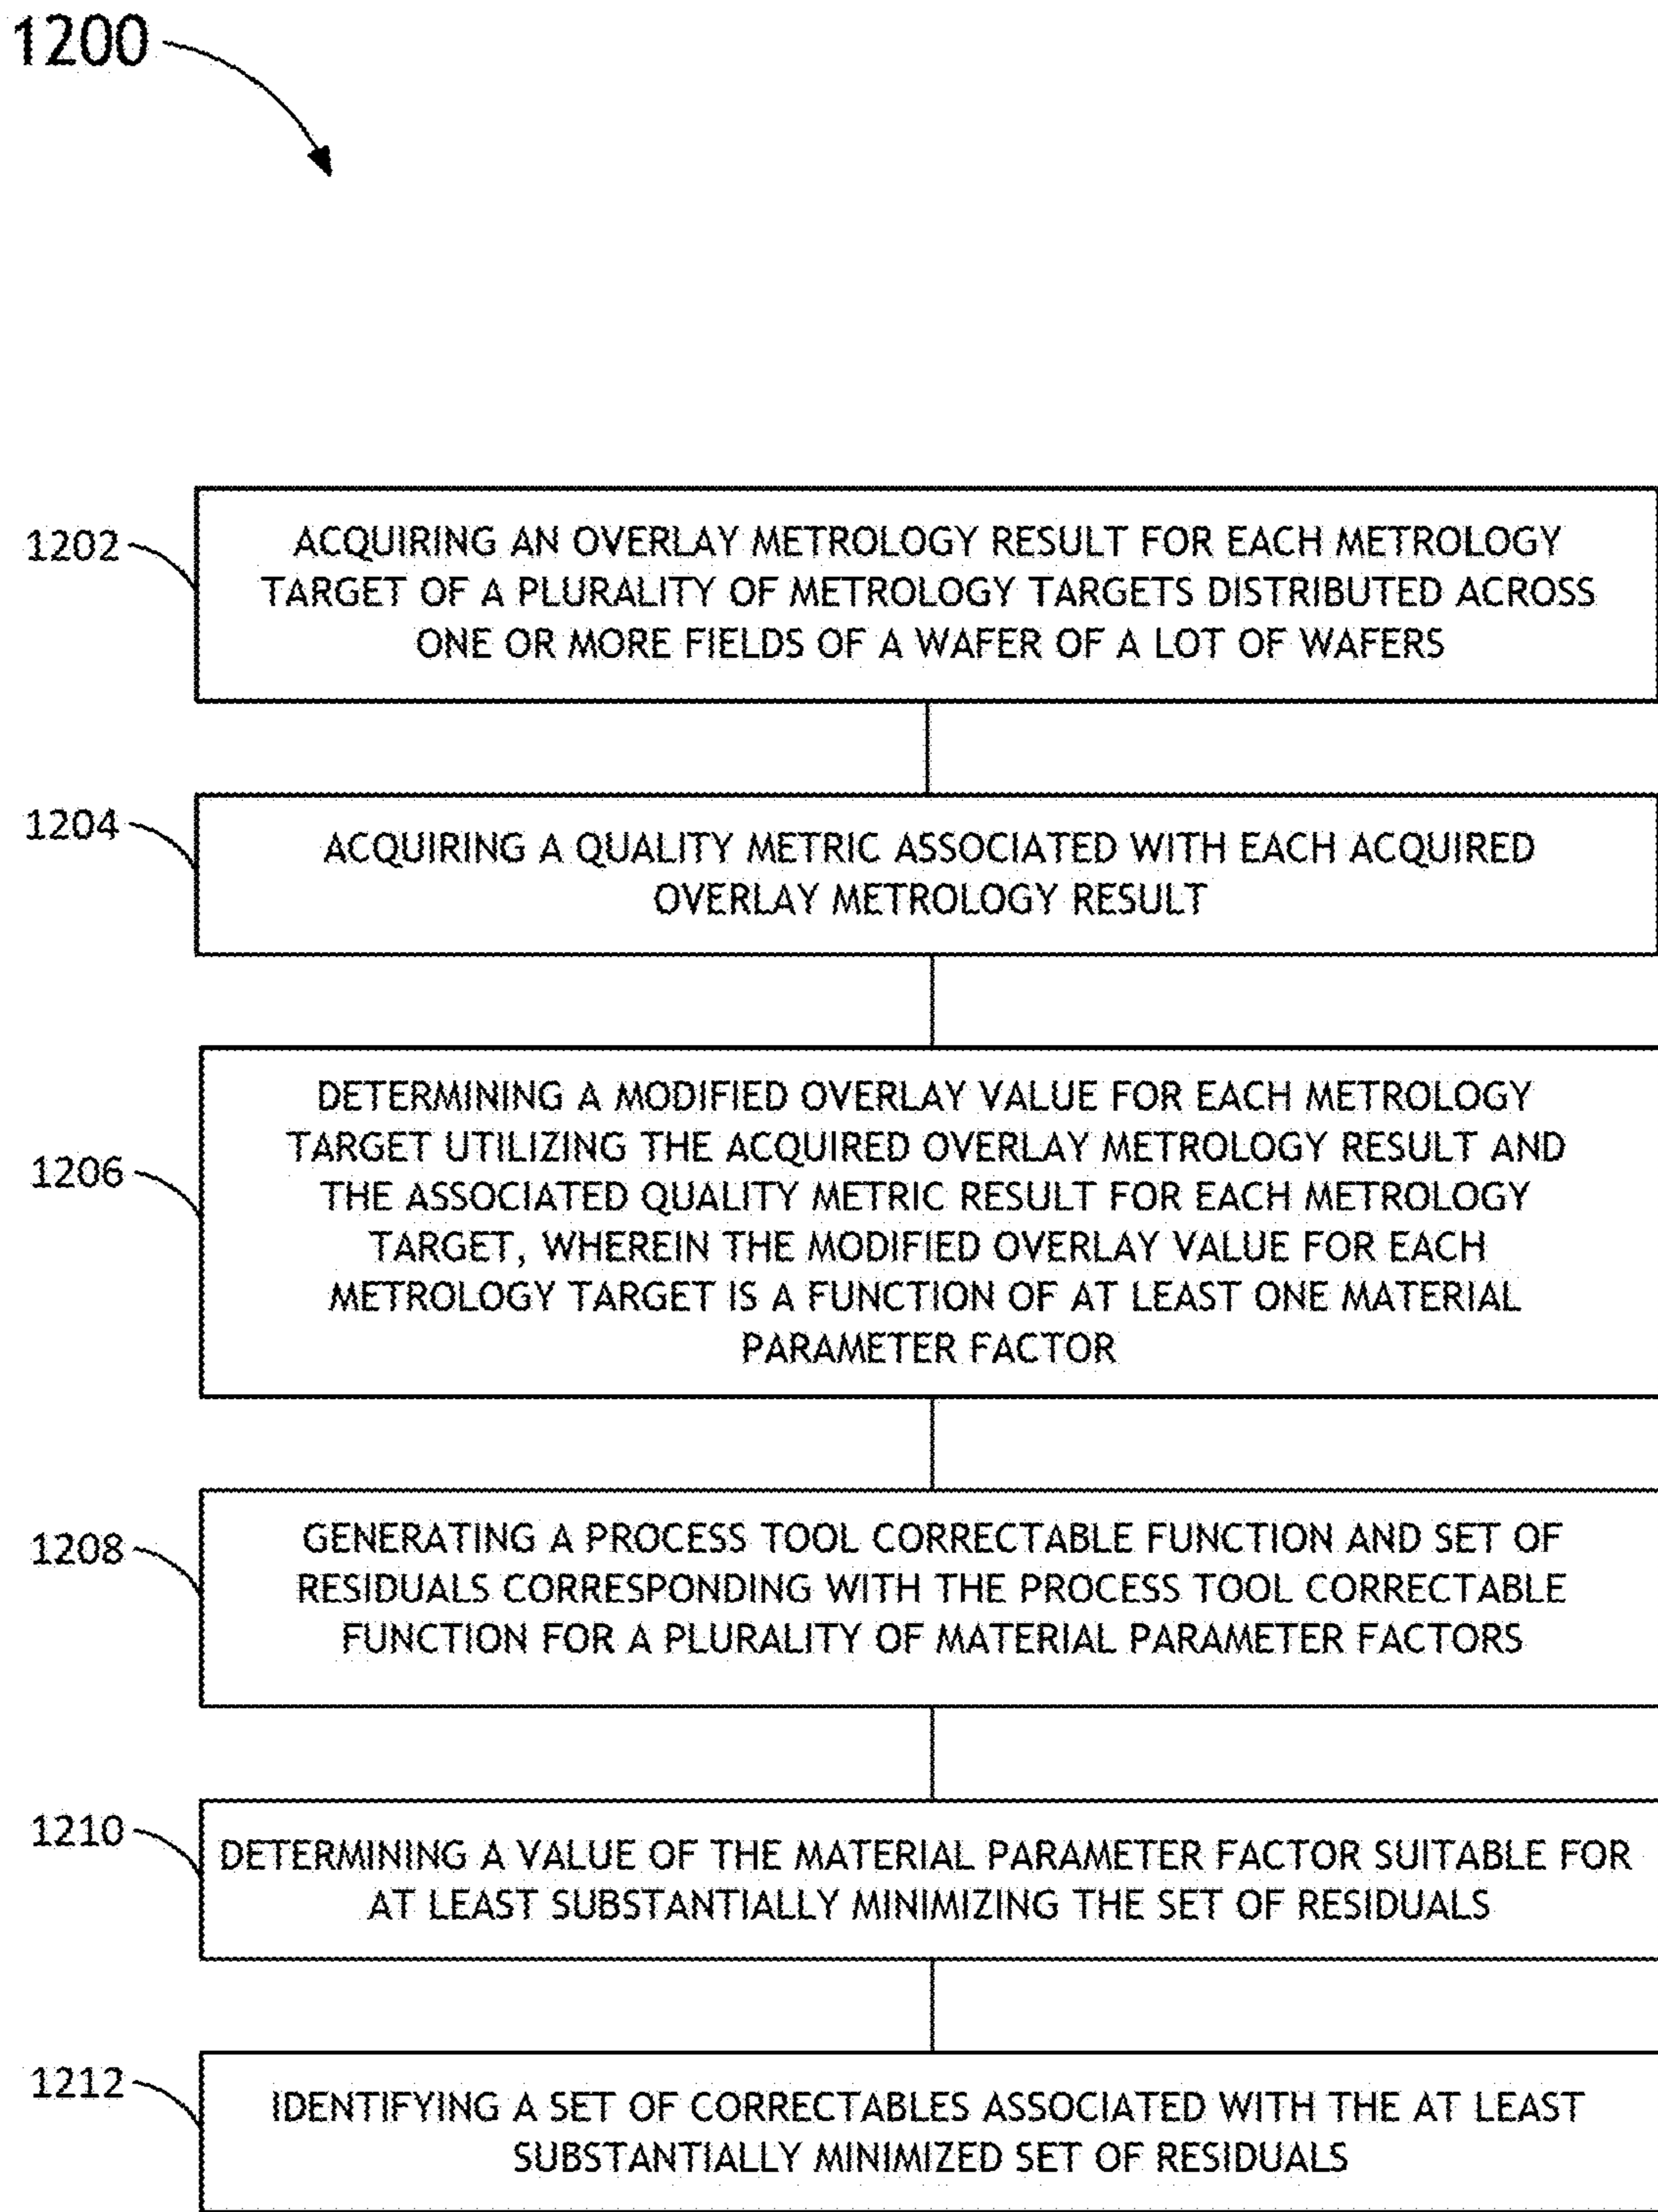 1200
1202
ACQUIRING AN OVERLAY METROLOGY RESULT FOR EACH METROLOGY
TARGET OF A PLURALITY OF METROLOGY TARGETS DISTRIBUTED ACROSS
ONE OR MORE FIELDS OF A WAFER OF A LOT OF WAFERS
1204
ACQUIRING A QUALITY METRIC ASSOCIATED WITH EACH ACQUIRED
OVERLAY METROLOGY RESULT
1206
DETERMINING A MODIFIED OVERLAY VALUE FOR EACH METROLOGY
TARGET UTILIZING THE ACQUIRED OVERLAY METROLOGY RESULT AND
THE ASSOCIATED QUALITY METRIC RESULT FOR EACH METROLOGY
TARGET, WHEREIN THE MODIFIED OVERLAY VALUE FOR EACH
METROLOGY TARGET IS A FUNCTION OF AT LEAST ONE MATERIAL
PARAMETER FACTOR
1208
GENERATING A PROCESS TOOL CORRECTABLE FUNCTION AND SET OF
RESIDUALS CORRESPONDING WITH THE PROCESS TOOL CORRECTABLE
FUNCTION FOR A PLURALITY OF MATERIAL PARAMETER FACTORS
1210
DETERMINING A VALUE OF THE MATERIAL PARAMETER FACTOR SUITABLE FOR
AT LEAST SUBSTANTIALLY MINIMIZING THE SET OF RESIDUALS
1212
IDENTIFYING A SET OF CORRECTABLES ASSOCIATED WITH THE AT LEAST
SUBSTANTIALLY MINIMIZED SET OF RESIDUALS